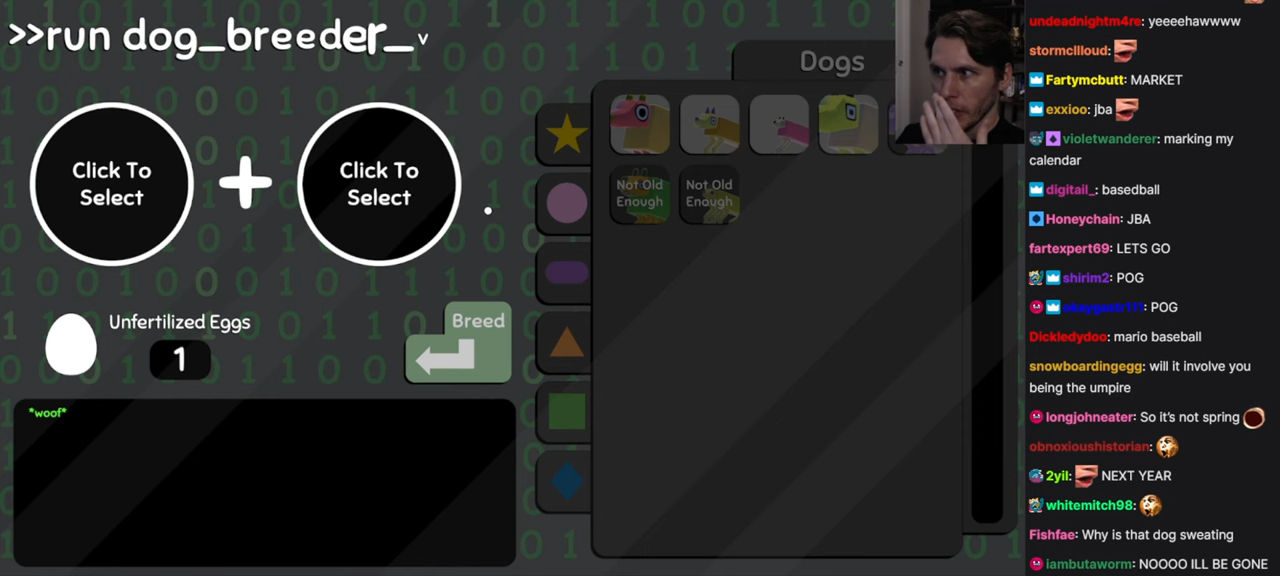 >>run dog_breeder_v
Dogs
Click To
Select
Click To
Select
Not Old
Enough
Not Old
Enough
Unfertilized Eggs
1
Breed
*woof*
undeadnightm4re: yeeeehawwww
stormcllloud:
Fartymcbutt: MARKET
exxioo: jba
violetwanderer: marking my
calendar
digitail_: basedball
Honeychain: JBA
fartexpert69: LETS GO
shirim2: POG
okaygastr111: POG
Dickledydoo: mario baseball
snowboardingegg: will it involve you
being the umpire
longjohneater: So it's not spring
obnoxioushistorian:
2yil: NEXT YEAR
whitemitch98:
Fishfae: Why is that dog sweating
iambutaworm: NOOOO ILL BE GONE